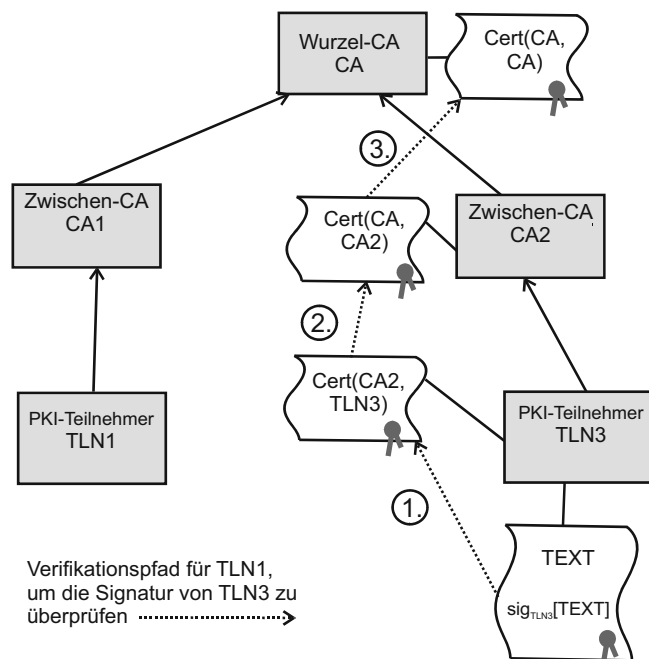 Wurzel-CA
CA
Cert(CA,
CA)
3.
Zwischen-CA
CA1
Cert(CA,
CA2)
Zwischen-CA
CA2
2.
Cert(CA2,
TLN3)
PKI-Teilnehmer
TLN1
PKI-Teilnehmer
TLN3
1.
TEXT
sigTLN3[TEXT]
Verifikationspfad für TLN1,
um die Signatur von TLN3 zu
überprüfen